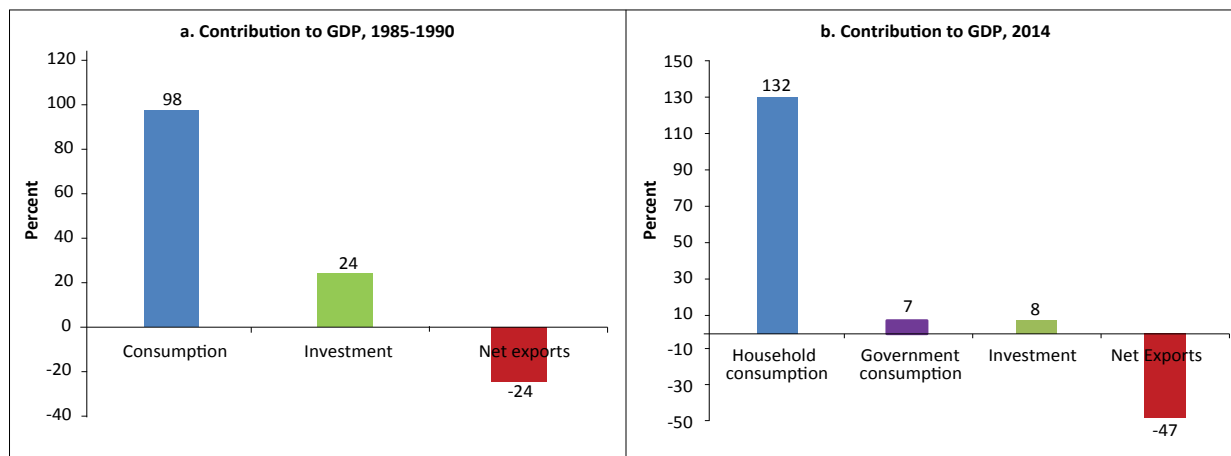 a. Contribution to GDP, 1985-1990
120
100
80
60
40
20
0
-20
-40
Percent
98
24
-24
Consumption
Investment
Net exports
b. Contribution to GDP, 2014
150
130
110
90
70
50
30
10
-10
-30
-50
Percent
132
7
8
-47
Household
consumption
Government
consumption
Investment
Net Exports